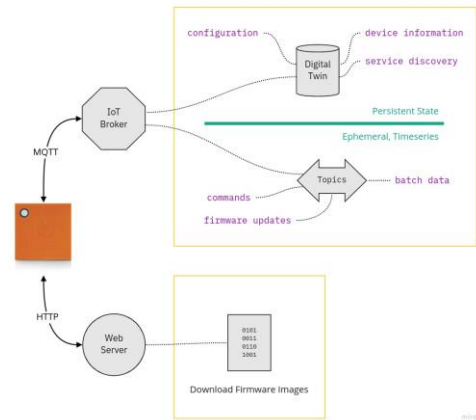 configuration
device information
service discovery
Digital
Twin
Persistent State
Ephemeral, Timeseries
IoT
Broker
MQTT
Topics
batch data
commands
firmware updates
HTTP
Web
Server
0101
0011
0110
1001
Download Firmware Images